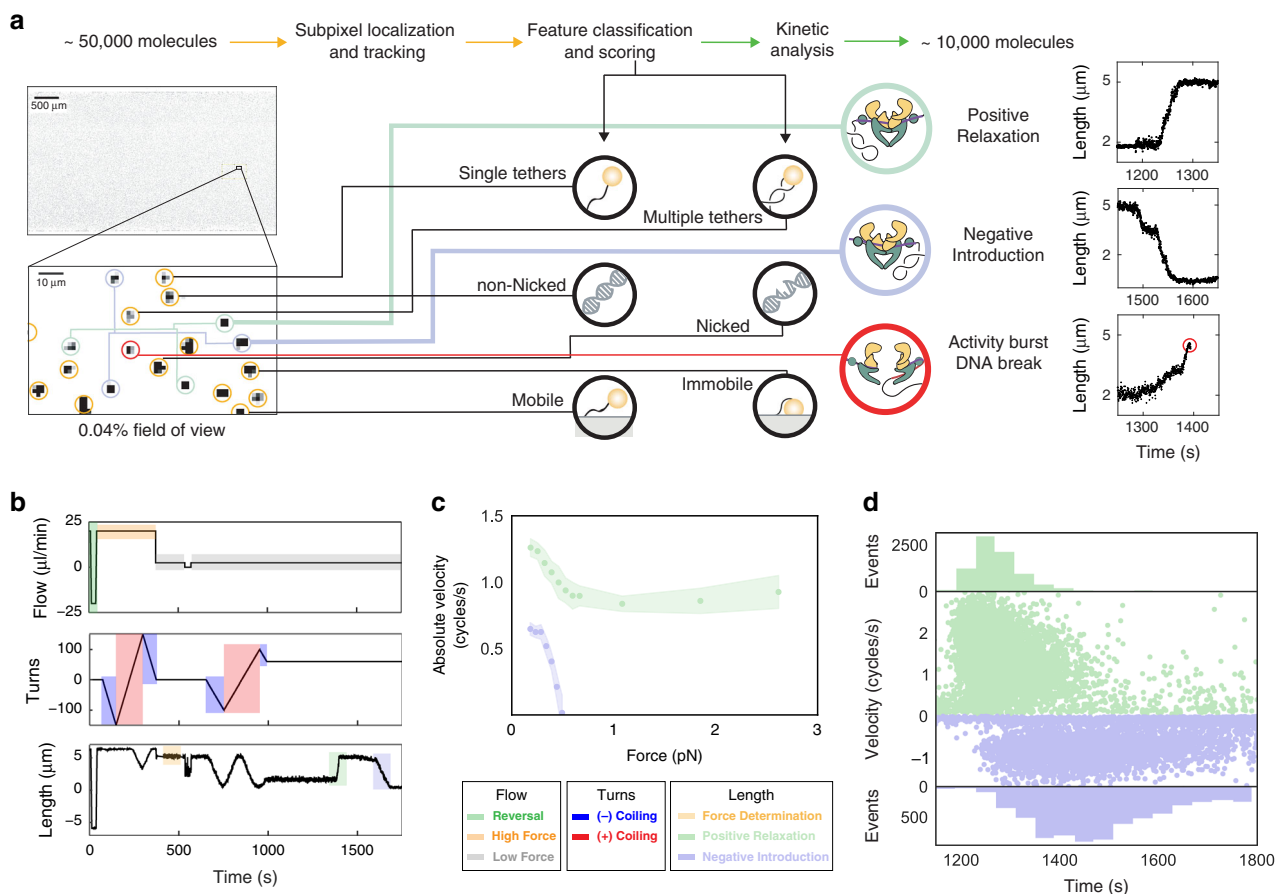 a
~ 50,000 molecules
Subpixel localization
and tracking
Feature classification
and scoring
Kinetic
analysis
~ 10,000 molecules
500 µm
10 µm
0.04% field of view
Single tethers
Multiple tethers
non-Nicked
Nicked
Mobile
Immobile
Positive
Relaxation
Negative
Introduction
Activity burst
DNA break
Length (µm)
5
2
1200
1300
Length (µm)
5
2
1500
1600
Length (µm)
5
2
1300
1400
Time (s)
b
Flow (µl/min)
25
0
−25
Turns
100
0
−100
Length (µm)
5
0
−5
0
500
1000
1500
Time (s)
c
Absolute velocity
(cycles/s)
1.5
1.0
0.5
0
1
2
3
Force (pN)
Flow
Reversal
High Force
Low Force
Turns
(−) Coiling
(+) Coiling
Length
Force Determination
Positive Relaxation
Negative Introduction
d
Events
2500
0
Velocity (cycles/s)
2
1
0
−1
Events
0
500
1200
1400
1600
1800
Time (s)